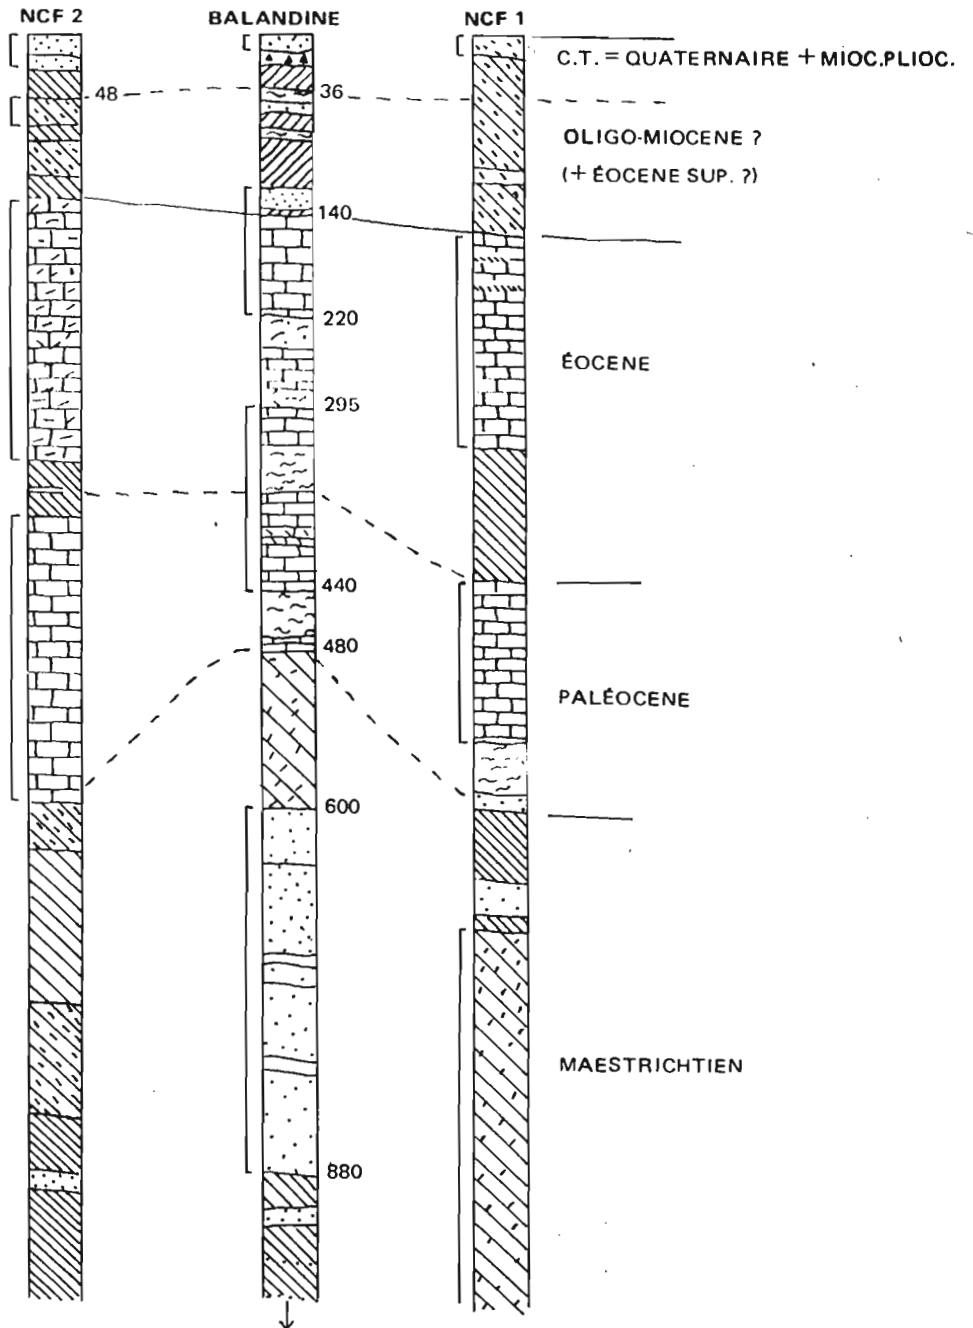 NCF 2
BALANDINE
NCF 1
C.T. = QUATERNAIRE + MIOC.PLIOC.
48
36
OLIGO-MIOCENE ?
(+ ÉOCENE SUP. ?)
140
220
ÉOCENE
295
440
480
PALÉOCENE
600
MAESTRICHTIEN
880